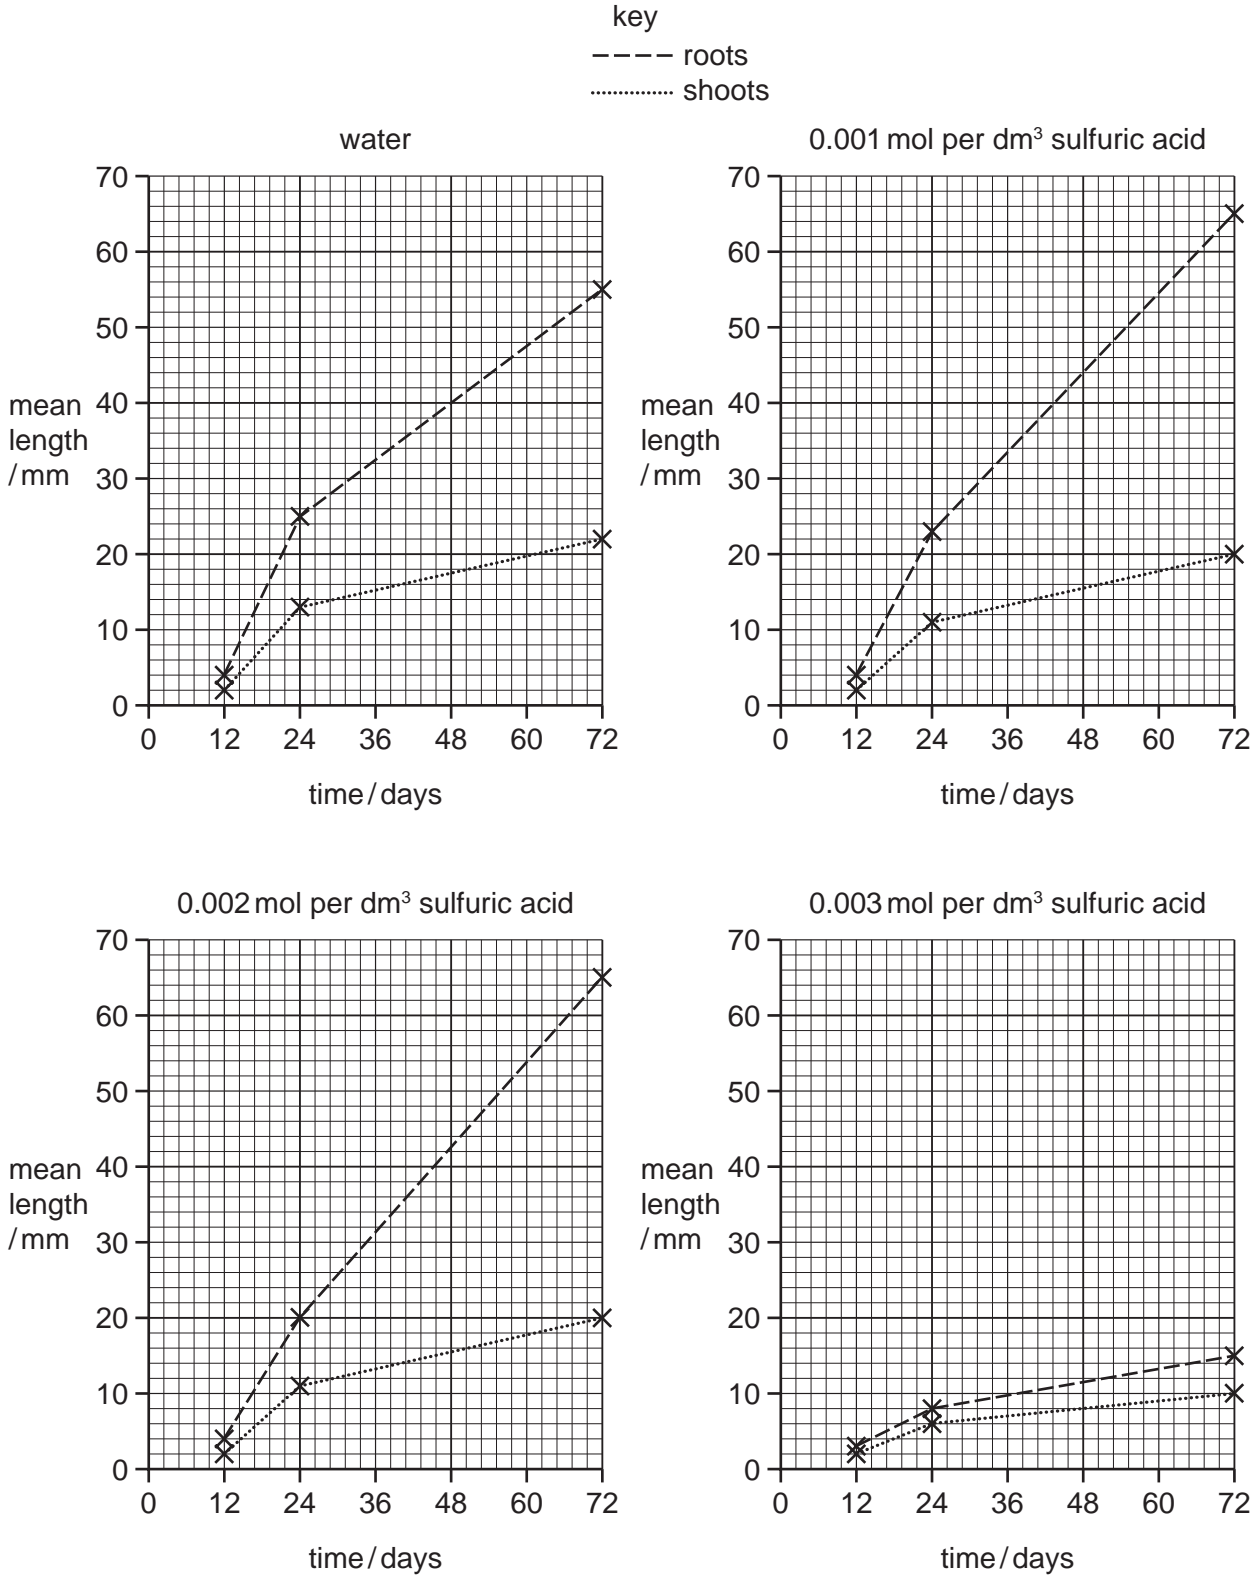 key
roots
shoots
water
70
60
50
40
30
20
10
0
mean
length
/mm
0 12 24 36 48 60 72
time/days
0.001 mol per dm³ sulfuric acid
70
60
50
40
30
20
10
0
mean
length
/mm
0 12 24 36 48 60 72
time/days
0.002 mol per dm³ sulfuric acid
70
60
50
40
30
20
10
0
mean
length
/mm
0 12 24 36 48 60 72
time/days
0.003 mol per dm³ sulfuric acid
70
60
50
40
30
20
10
0
mean
length
/mm
0 12 24 36 48 60 72
time/days